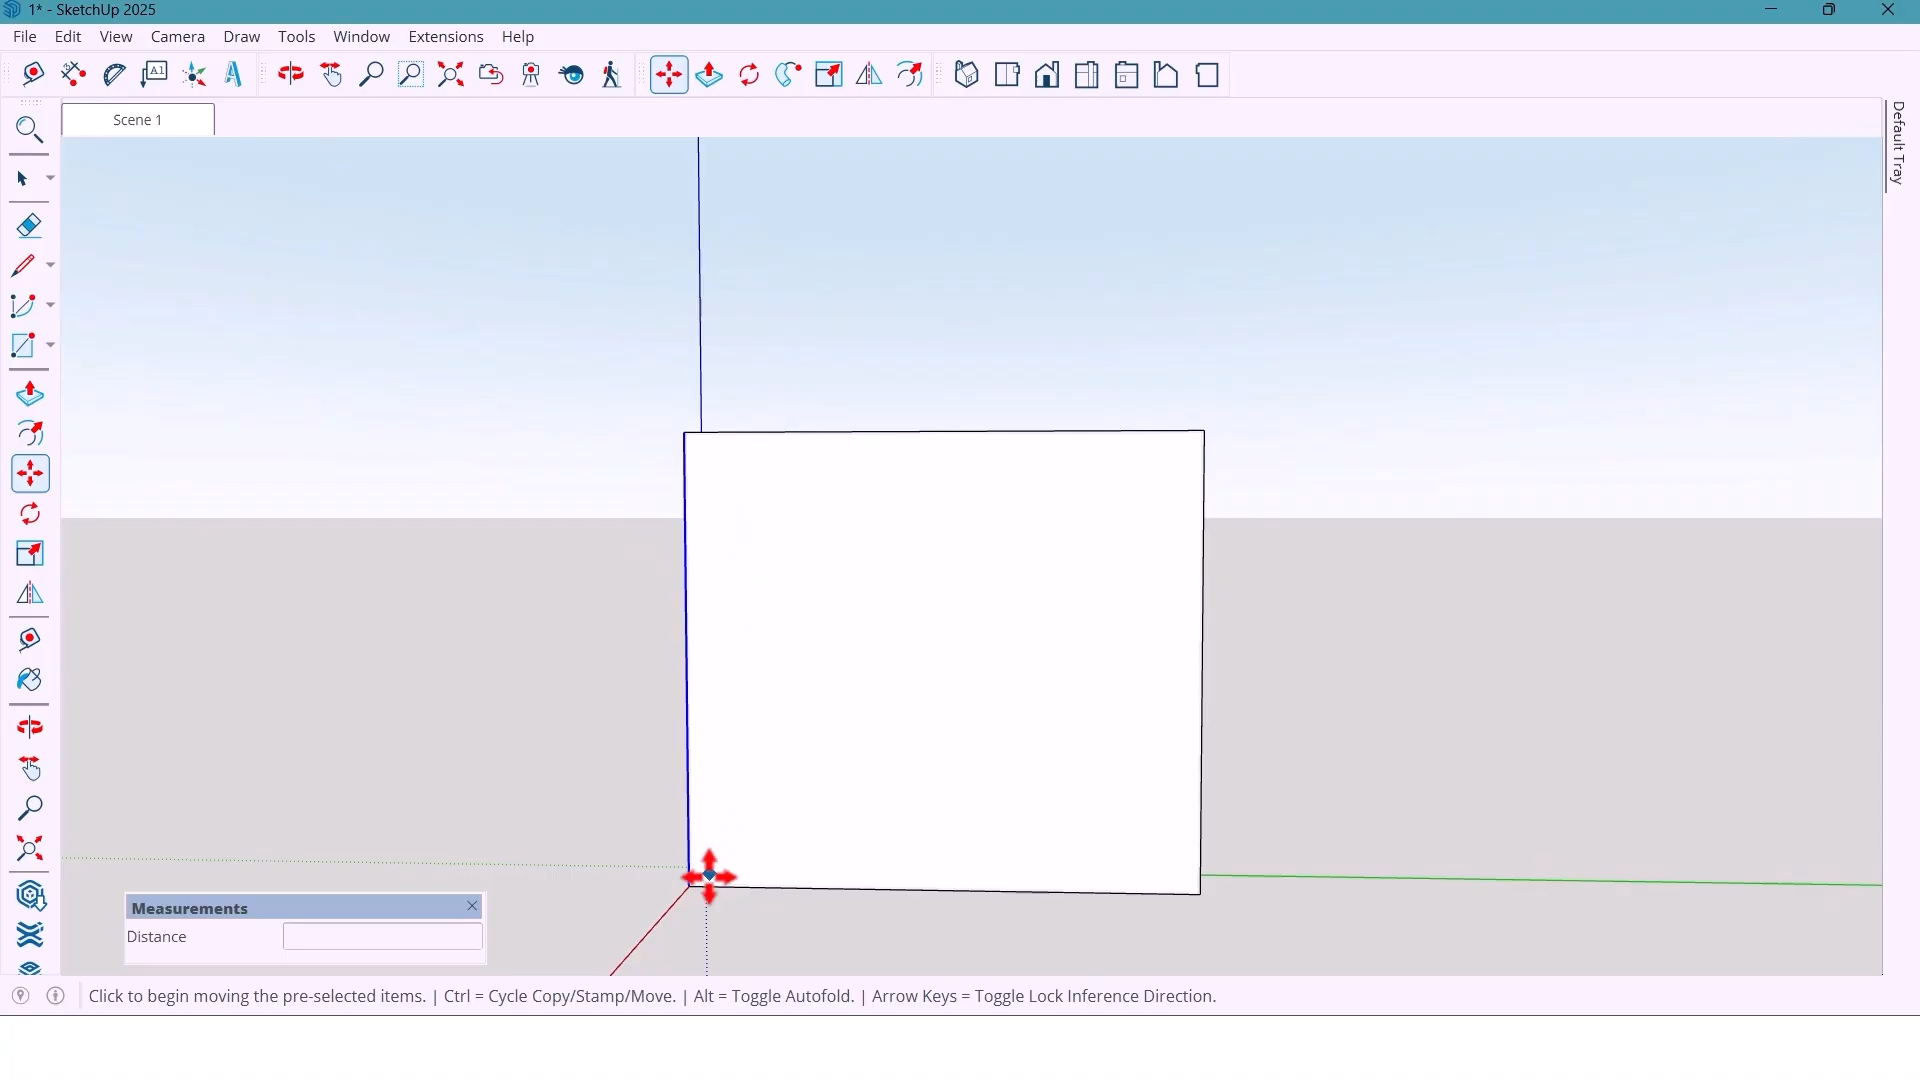 1* - SketchUp 2025
File Edit View Camera Draw Tools Window Extensions Help
A1
Scene 1
Default Tray
Measurements
Distance
Click to begin moving the pre-selected items. | Ctrl = Cycle Copy/Stamp/Move. | Alt = Toggle Autofold. | Arrow Keys = Toggle Lock Inference Direction.